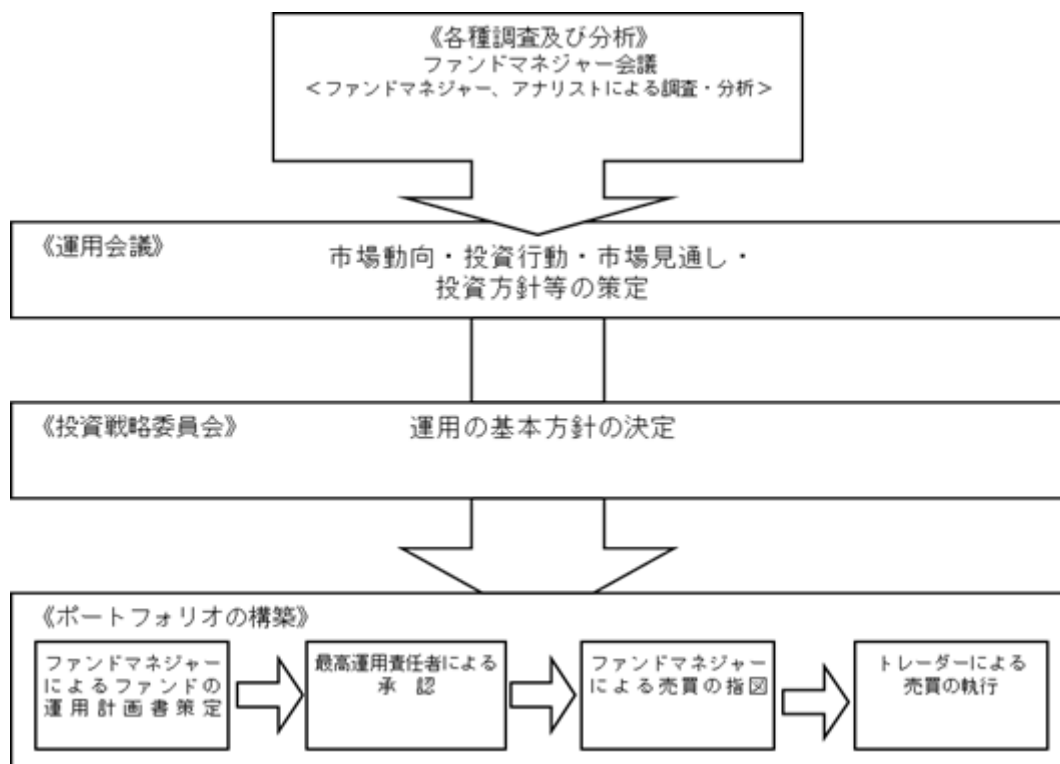 《各種調査及び分析》
ファンドマネジャー会議
＜ファンドマネジャー、アナリストによる調査・分析＞
《運用会議》
市場動向・投資行動・市場見通し・
投資方針等の策定
《投資戦略委員会》
運用の基本方針の決定
《ポートフォリオの構築》
ファンドマネジャー
によるファンドの
運用計画書策定
最高運用責任者による
承　認
ファンドマネジャー
による売買の指図
トレーダーによる
売買の執行